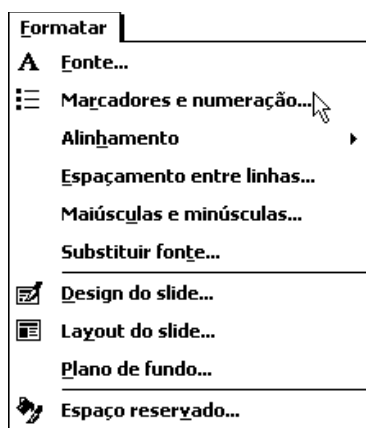 Formatar
Fonte...
Marcadores e numeração...
Alinhamento
Espaçamento entre linhas...
Maiúsculas e minúsculas...
Substituir fonte...
Design do slide...
Layout do slide...
Plano de fundo...
Espaço reservado...